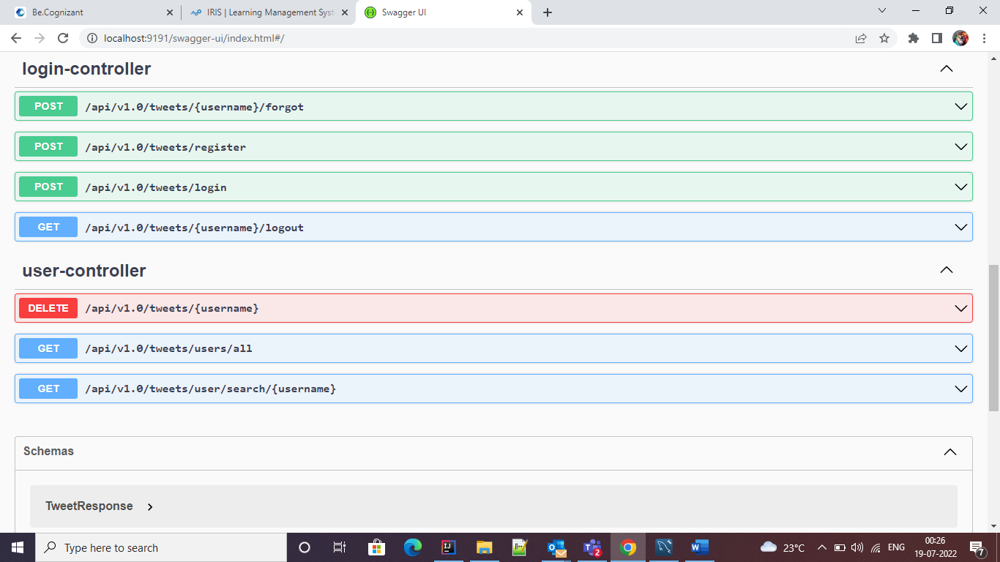 Be.Cognizant
IRIS | Learning Management Syst
Swagger UI
localhost:9191/swagger-ui/index.html#/
login-controller
POST /api/v1.0/tweets/{username}/forgot
POST /api/v1.0/tweets/register
POST /api/v1.0/tweets/login
GET /api/v1.0/tweets/{username}/logout
user-controller
DELETE /api/v1.0/tweets/{username}
GET /api/v1.0/tweets/users/all
GET /api/v1.0/tweets/user/search/{username}
Schemas
TweetResponse
Type here to search
23°C
ENG
00:26
19-07-2022
7
2